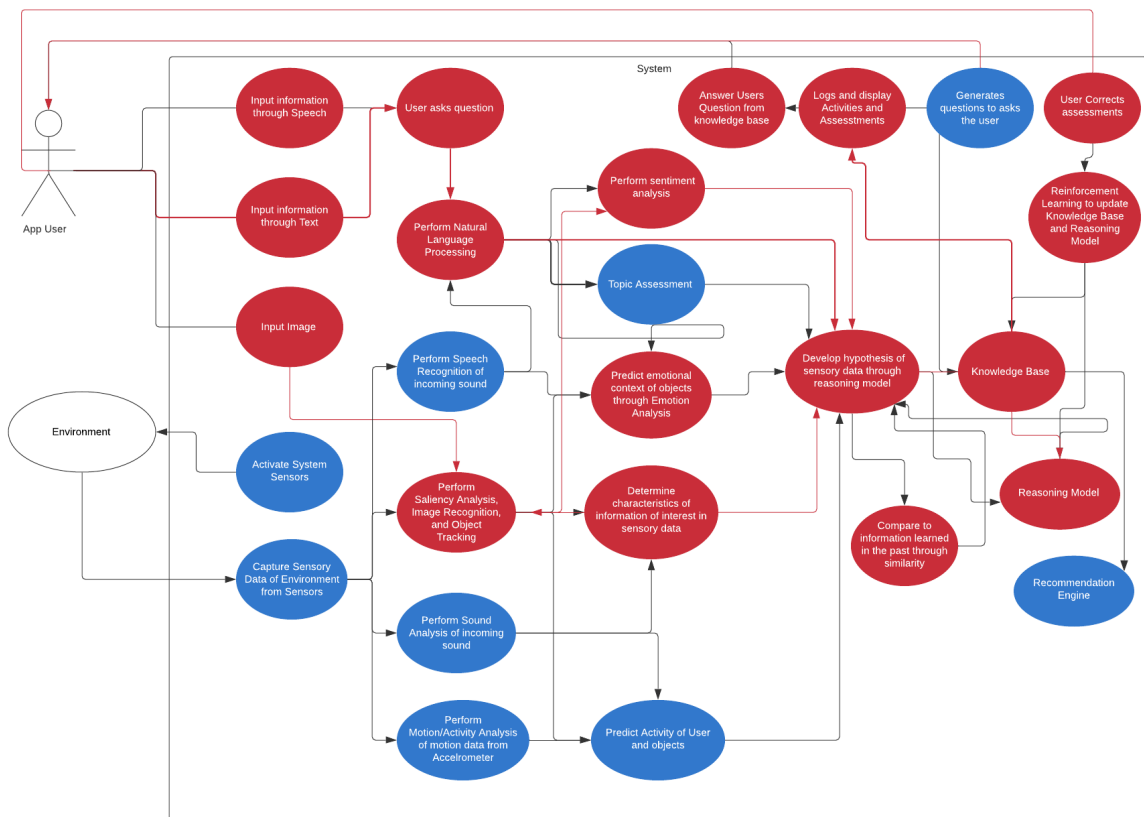 System
Input information
through Speech
User asks question
Answer Users
Question from
knowledge base
Logs and display
Activities and
Assesstments
Generates
questions to asks
the user
User Corrects
assessments
App User
Input information
through Text
Perform Natural
Language
Processing
Perform sentiment
analysis
Reinforcement
Learning to update
Knowledge Base
and Reasoning
Model
Topic Assessment
Input Image
Perform Speech
Recognition of
incoming sound
Predict emotional
context of objects
through Emotion
Analysis
Develop hypothesis of
sensory data through
reasoning model
Knowledge Base
Environment
Activate System
Sensors
Perform
Saliency Analysis,
Image Recognition,
and Object
Tracking
Determine
characteristics of
information of
interest in
sensory data
Reasoning Model
Compare to
information learned
in the past through
similarity
Capture Sensory
Data of Environment
from Sensors
Recommendation
Engine
Perform Sound
Analysis of incoming
sound
Perform
Motion/Activity Analysis
of motion data from
Accelrometer
Predict Activity of User
and objects